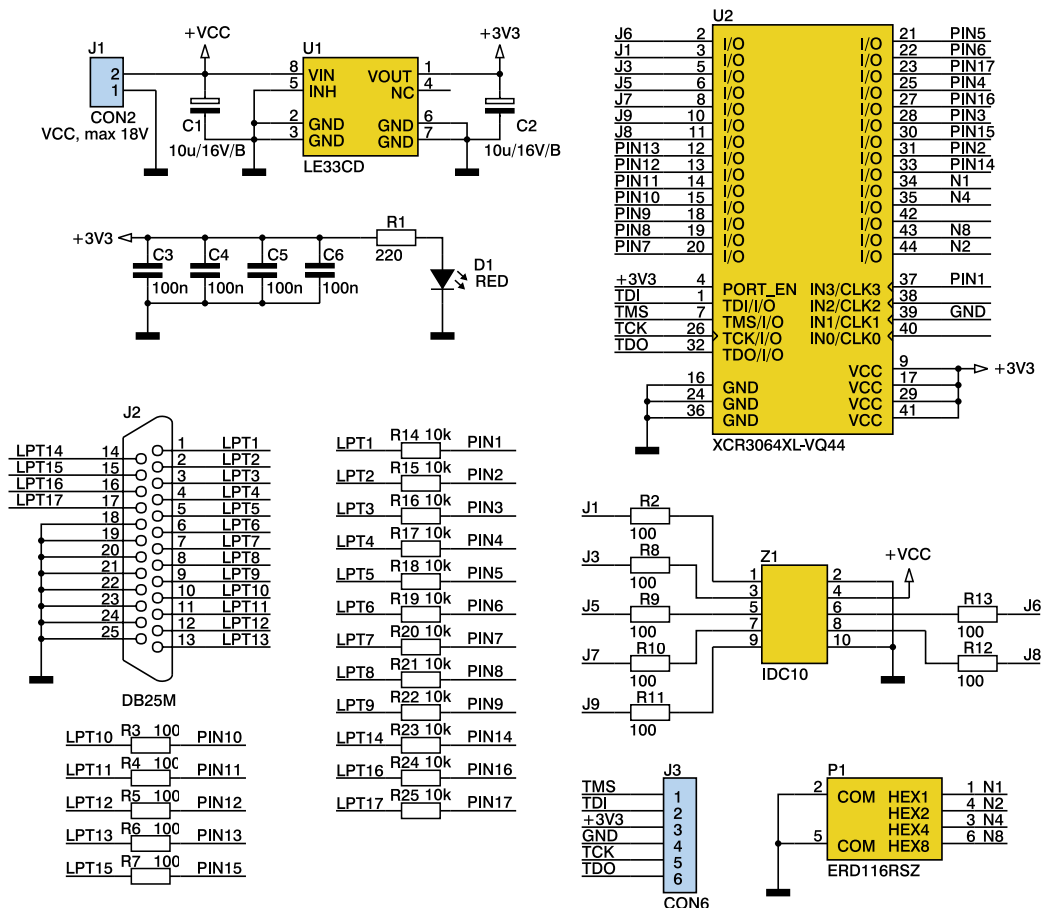 J1
2
1
CON2
VCC, max 18V
+VCC
C1
10u/16V/B
U1
8 VIN VOUT 1
5 INH NC 4
2 GND GND 6
3 GND GND 7
LE33CD
+3V3
C2
10u/16V/B
+3V3
C3
100n
C4
100n
C5
100n
C6
100n
R1
220
D1
RED
U2
J6 2 I/O I/O 21 PIN5
J1 3 I/O I/O 22 PIN6
J3 5 I/O I/O 23 PIN17
J5 6 I/O I/O 25 PIN4
J7 8 I/O I/O 27 PIN16
J9 10 I/O I/O 28 PIN3
J8 11 I/O I/O 30 PIN15
PIN13 12 I/O I/O 31 PIN2
PIN12 13 I/O I/O 33 PIN14
PIN11 14 I/O I/O 34 N1
PIN10 15 I/O I/O 35 N4
PIN9 18 I/O I/O 42
PIN8 19 I/O I/O 43 N8
PIN7 20 I/O I/O 44 N2
+3V3 4 PORT_EN IN3/CLK3 37 PIN1
TDI 1 TDI/I/O IN2/CLK2 38
TMS 7 TMS/I/O IN1/CLK1 39 GND
TCK 26 TCK/I/O IN0/CLK0 40
TDO 32 TDO/I/O
VCC 9 +3V3
16 GND VCC 17
24 GND VCC 29
36 GND VCC 41
XCR3064XL-VQ44
J2
1 LPT1
LPT14 14
2 LPT2
LPT15 15
3 LPT3
LPT16 16
4 LPT4
LPT17 17
5 LPT5
18
6 LPT6
19
7 LPT7
20
8 LPT8
21
9 LPT9
22
10 LPT10
23
11 LPT11
24
12 LPT12
25
13 LPT13
DB25M
LPT10 R3 100 PIN10
LPT11 R4 100 PIN11
LPT12 R5 100 PIN12
LPT13 R6 100 PIN13
LPT15 R7 100 PIN15
LPT1 R14 10k PIN1
LPT2 R15 10k PIN2
LPT3 R16 10k PIN3
LPT4 R17 10k PIN4
LPT5 R18 10k PIN5
LPT6 R19 10k PIN6
LPT7 R20 10k PIN7
LPT8 R21 10k PIN8
LPT9 R22 10k PIN9
LPT14 R23 10k PIN14
LPT16 R24 10k PIN16
LPT17 R25 10k PIN17
J1 R2
100
J3 R8
100
J5 R9
100
J7 R10
100
J9 R11
100
Z1
1 2
3 4
5 6
7 8
9 10
IDC10
+VCC
R13 J6
100
R12 J8
100
J3
TMS 1
TDI 2
+3V3 3
GND 4
TCK 5
TDO 6
CON6
P1
2 COM HEX1 1 N1
HEX2 4 N2
HEX4 3 N4
5 COM HEX8 6 N8
ERD116RSZ